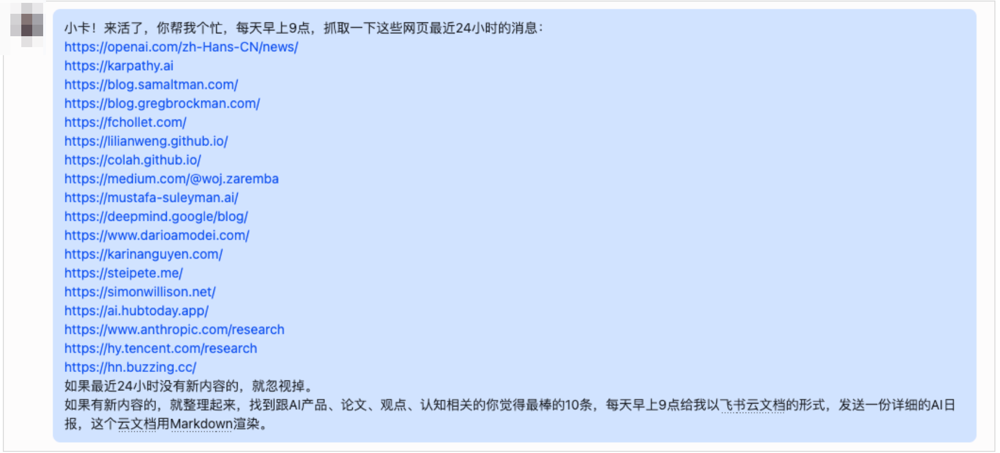 小卡！来活了，你帮我个忙，每天早上9点，抓取一下这些网页最近24小时的消息：
https://openai.com/zh-Hans-CN/news/
https://karpathy.ai
https://blog.samaltman.com/
https://blog.gregbrockman.com/
https://fchollet.com/
https://lilianweng.github.io/
https://colah.github.io/
https://medium.com/@woj.zaremba
https://mustafa-suleyman.ai/
https://deepmind.google/blog/
https://www.darioamodei.com/
https://karinanguyen.com/
https://steipete.me/
https://simonwillison.net/
https://ai.hubtoday.app/
https://www.anthropic.com/research
https://hy.tencent.com/research
https://hn.buzzing.cc/
如果最近24小时没有新内容的，就忽视掉。
如果有新内容的，就整理起来，找到跟AI产品、论文、观点、认知相关的你觉得最棒的10条，每天早上9点给我以飞书云文档的形式，发送一份详细的AI日
报，这个云文档用Markdown渲染。